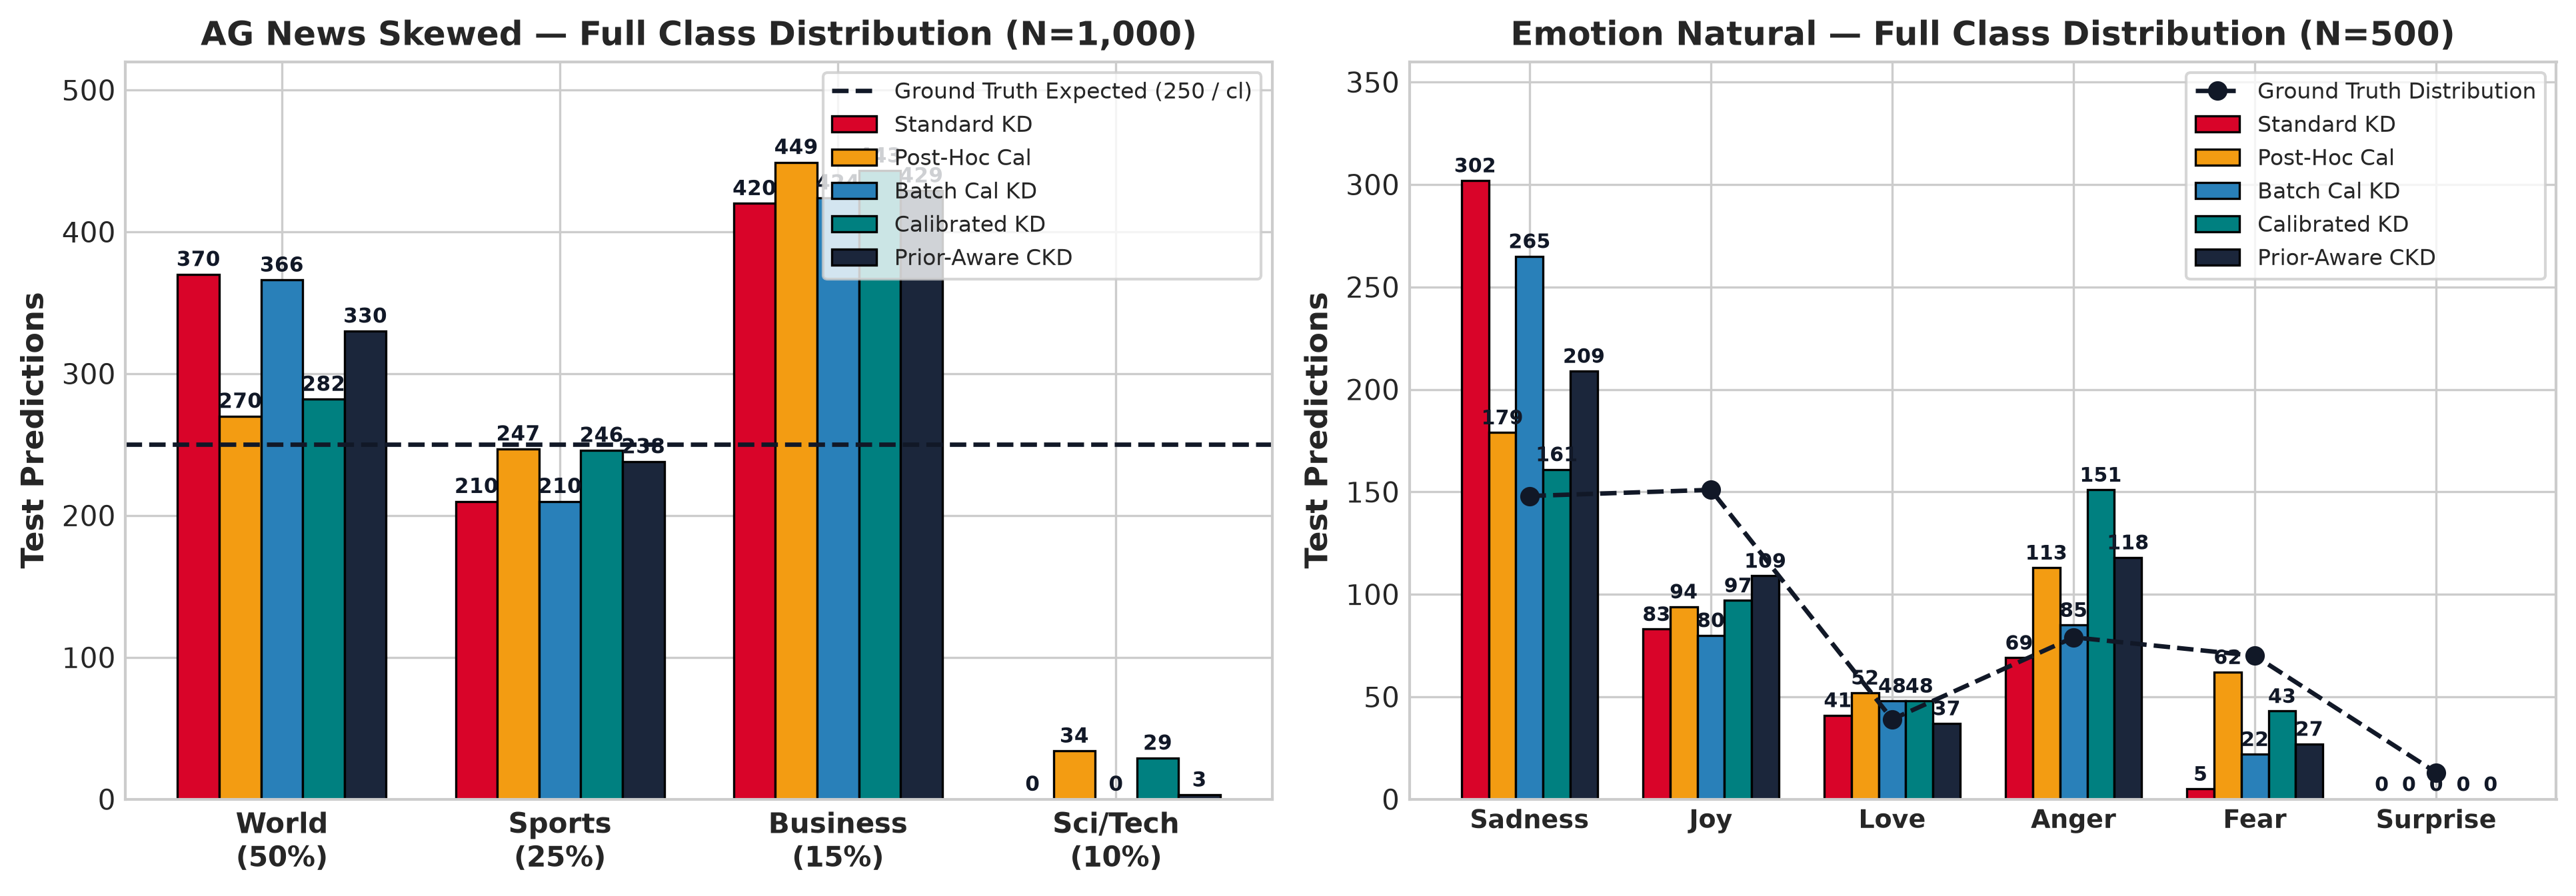 AG News Skewed — Full Class Distribution (N=1,000)
Test Predictions
500
400
300
200
100
0
Ground Truth Expected (250 / cl)
Standard KD
Post-Hoc Cal
Batch Cal KD
Calibrated KD
Prior-Aware CKD
370
270
366
282
330
210
247
210
246
238
420
449
424
443
429
0
34
0
29
3
World
(50%)
Sports
(25%)
Business
(15%)
Sci/Tech
(10%)
Emotion Natural — Full Class Distribution (N=500)
Test Predictions
350
300
250
200
150
100
50
0
Ground Truth Distribution
Standard KD
Post-Hoc Cal
Batch Cal KD
Calibrated KD
Prior-Aware CKD
302
179
265
161
209
83
94
80
97
109
41
52
48
48
37
69
113
85
151
118
5
62
22
43
27
0
0
0
0
0
Sadness
Joy
Love
Anger
Fear
Surprise